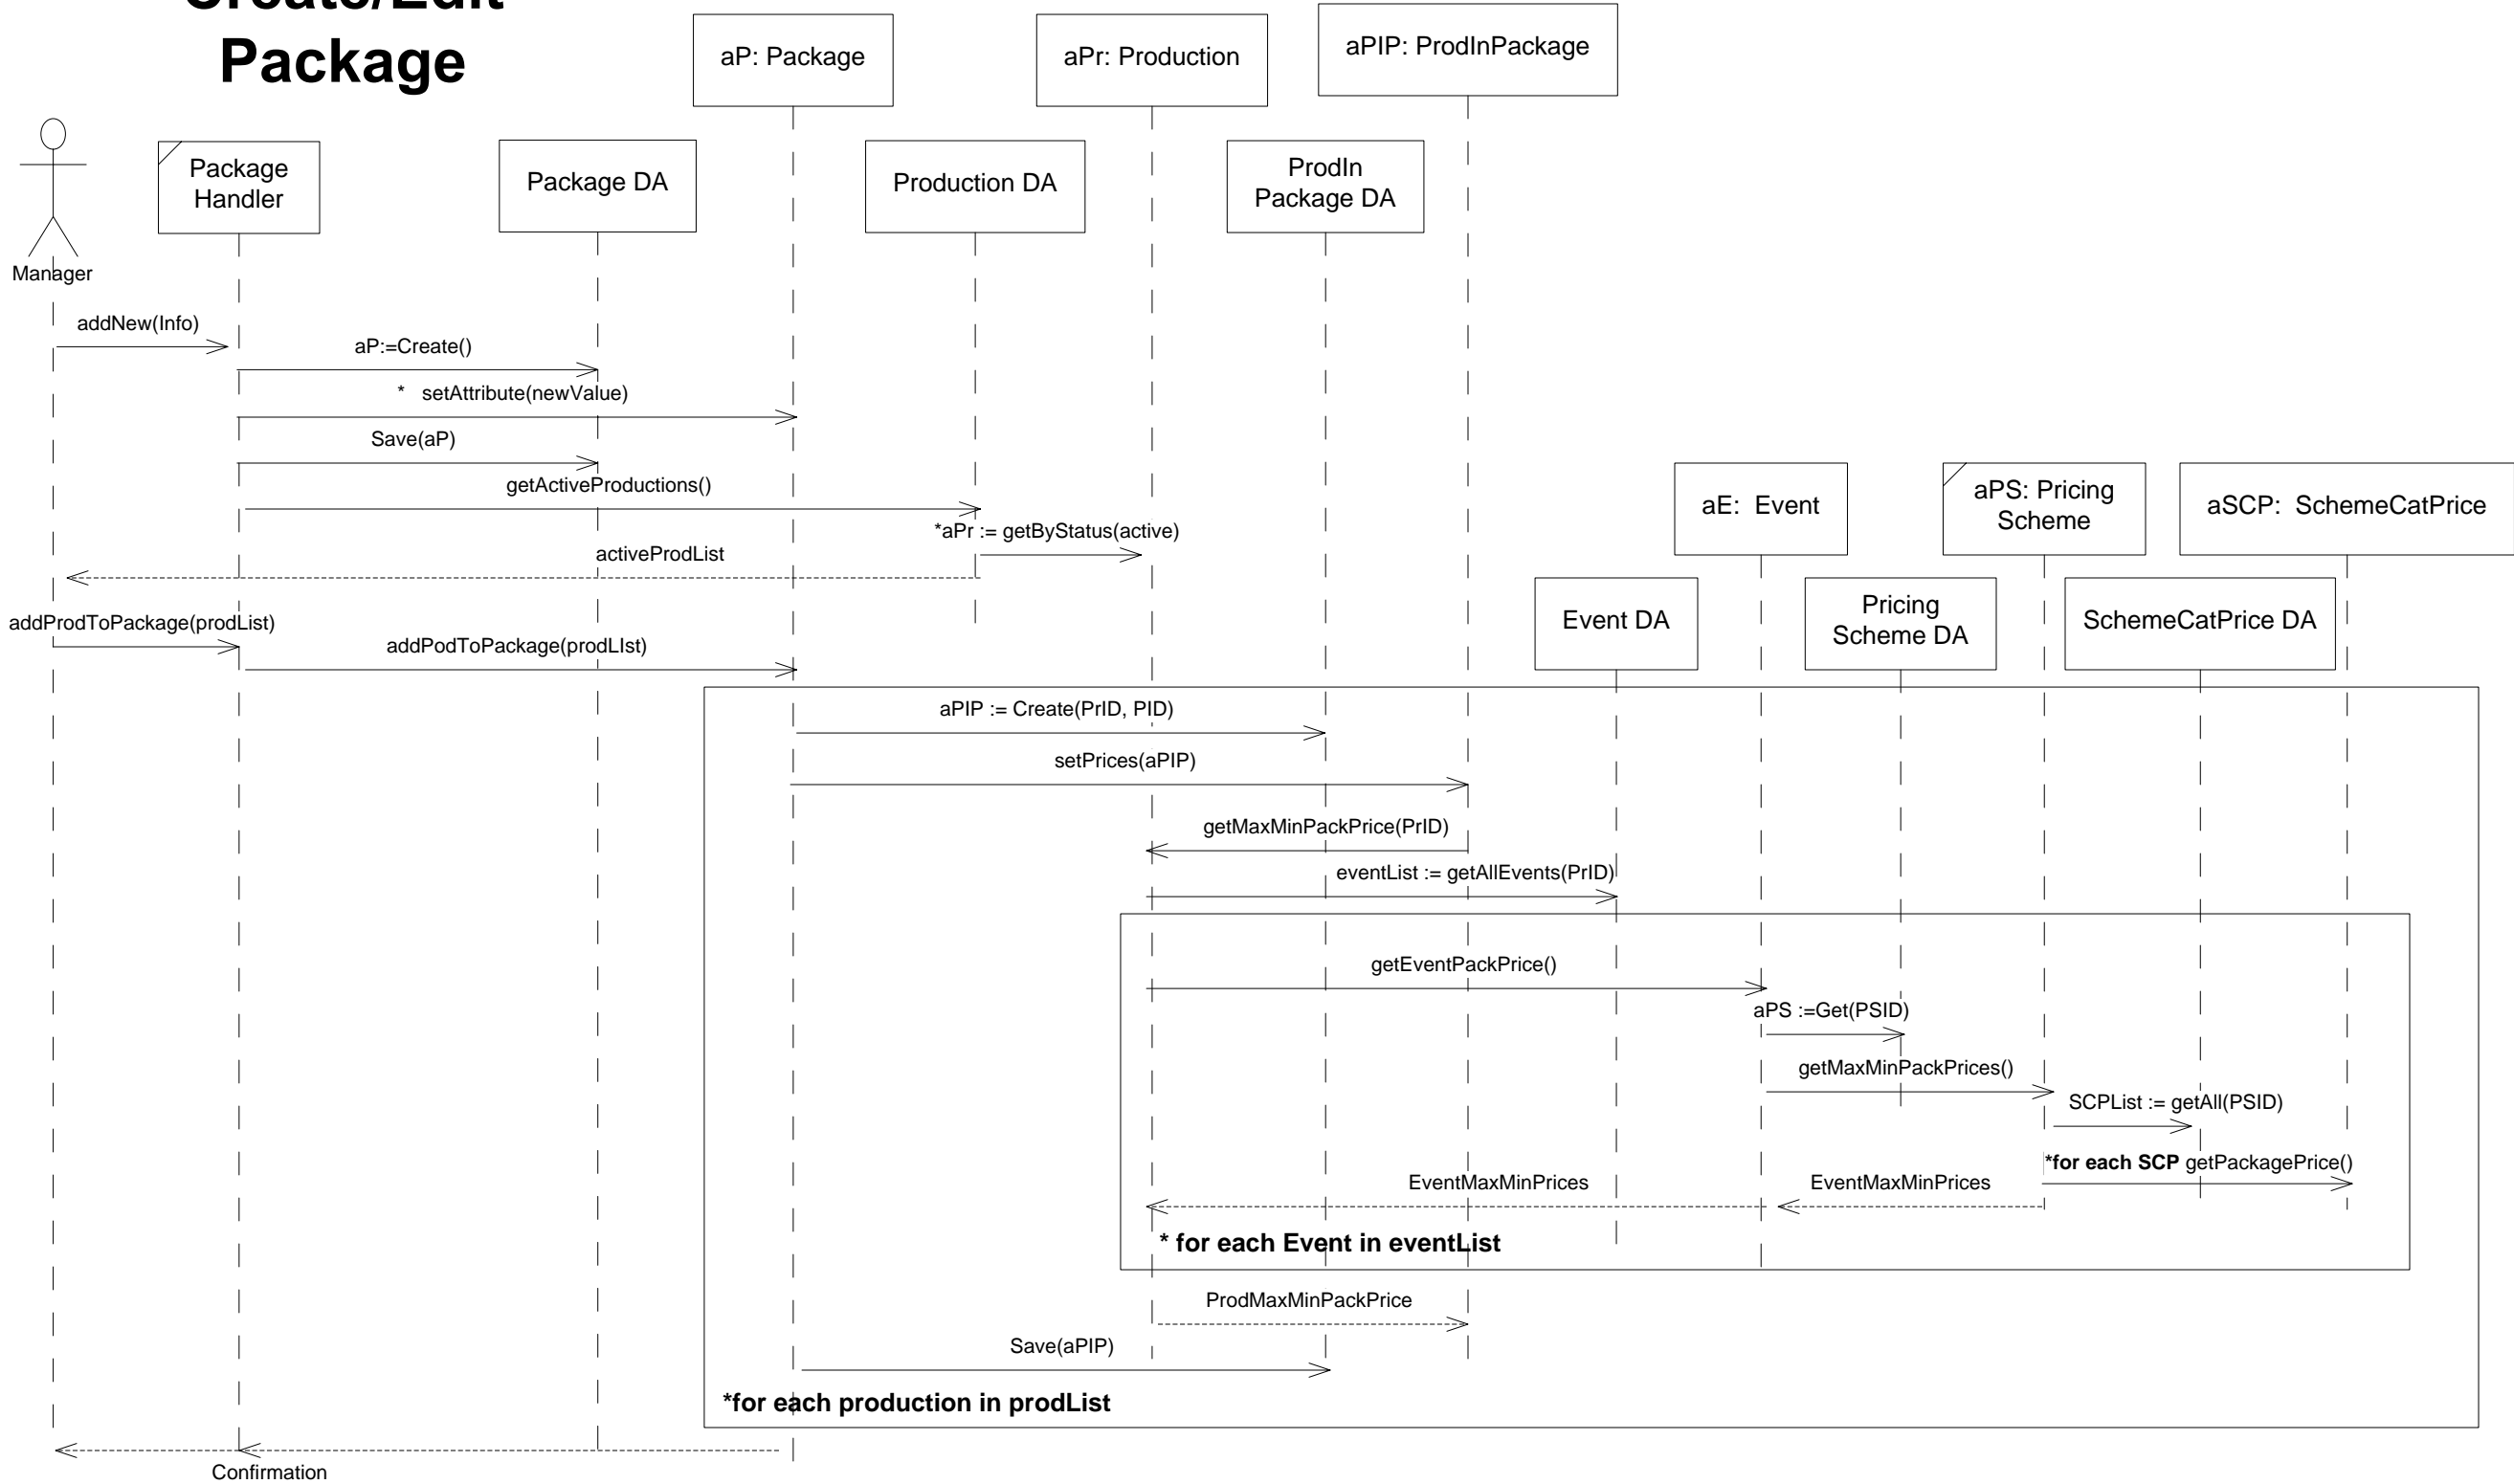 Create/Edit
Package
aP: Package
aPr: Production
aPIP: ProdInPackage
Package
Handler
Package DA
Production DA
ProdIn
Package DA
Manager
addNew(Info)
aP:=Create()
* setAttribute(newValue)
Save(aP)
getActiveProductions()
*aPr := getByStatus(active)
activeProdList
aE: Event
aPS: Pricing
Scheme
aSCP: SchemeCatPrice
Event DA
Pricing
Scheme DA
SchemeCatPrice DA
addProdToPackage(prodList)
addPodToPackage(prodLIst)
aPIP := Create(PrID, PID)
setPrices(aPIP)
getMaxMinPackPrice(PrID)
eventList := getAllEvents(PrID)
getEventPackPrice()
aPS :=Get(PSID)
getMaxMinPackPrices()
SCPList := getAll(PSID)
*for each SCP getPackagePrice()
EventMaxMinPrices
EventMaxMinPrices
* for each Event in eventList
ProdMaxMinPackPrice
Save(aPIP)
*for each production in prodList
Confirmation